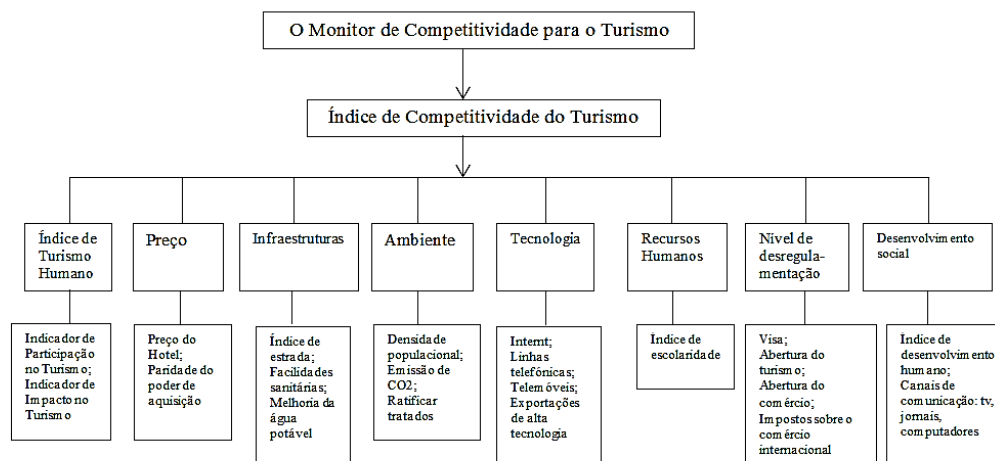 O Monitor de Competitividade para o Turismo
Índice de Competitividade do Turismo
Índice de
Turismo
Humano
Preço
Infraestruturas
Ambiente
Tecnologia
Recursos
Humanos
Nível de
desregula-
mentação
Desenvolvimento
social
Indicador de
Participação
no Turismo;
Indicador de
Impacto no
Turismo
Preço do
Hotel;
Paridade do
poder de
aquisição
Índice de
estrada;
Facilidades
sanitárias;
Melhoria da
água
potável
Densidade
populacional;
Emissão de
CO2;
Ratificar
tratados
Internt;
Linhas
telefónicas;
Telemóveis;
Exportações
de alta
tecnologia
Índice de
escolaridade
Visa;
Abertura do
turismo;
Abertura do
comércio;
Impostos sobre o
comércio
internacional
Índice de
desenvolvimento
humano;
Canais de
comunicação: tv,
jornais,
computadores